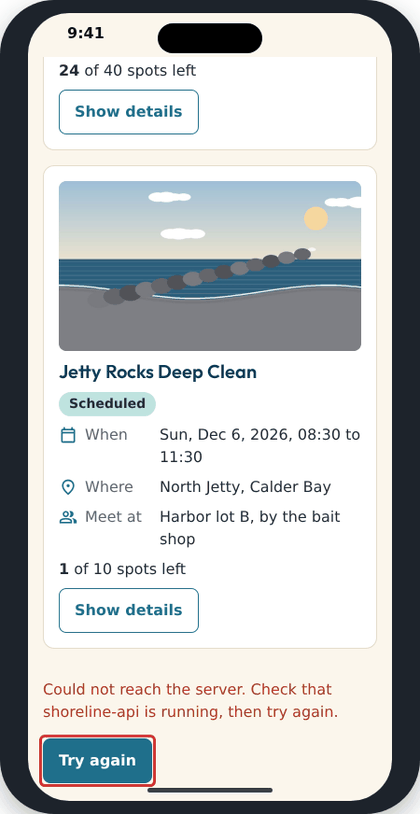 9:41
24 of 40 spots left
Show details
Jetty Rocks Deep Clean
Scheduled
When Sun, Dec 6, 2026, 08:30 to
11:30
Where North Jetty, Calder Bay
Meet at Harbor lot B, by the bait
shop
1 of 10 spots left
Show details
Could not reach the server. Check that
shoreline-api is running, then try again.
Try again